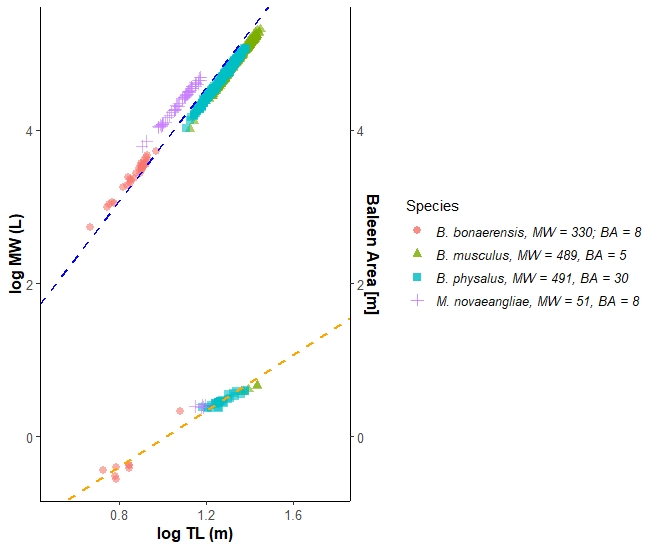 log MW (L)
4
2
0
0.8
1.2
1.6
log TL (m)
4
2
0
Baleen Area [m]
Species
B. bonaerensis, MW = 330; BA = 8
B. musculus, MW = 489, BA = 5
B. physalus, MW = 491, BA = 30
M. novaeangliae, MW = 51, BA = 8